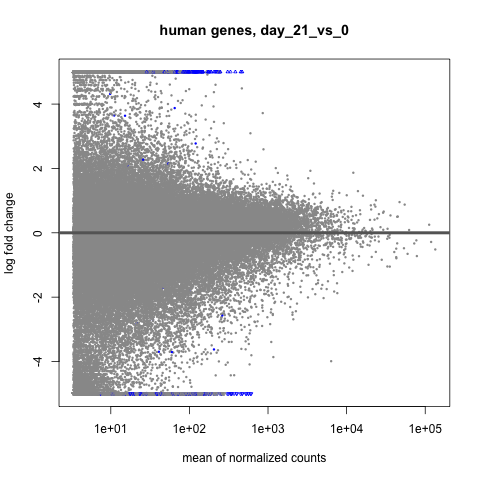 human genes, day_21_vs_0
log fold change
4
2
0
-2
-4
1e+01 1e+02 1e+03 1e+04 1e+05
mean of normalized counts